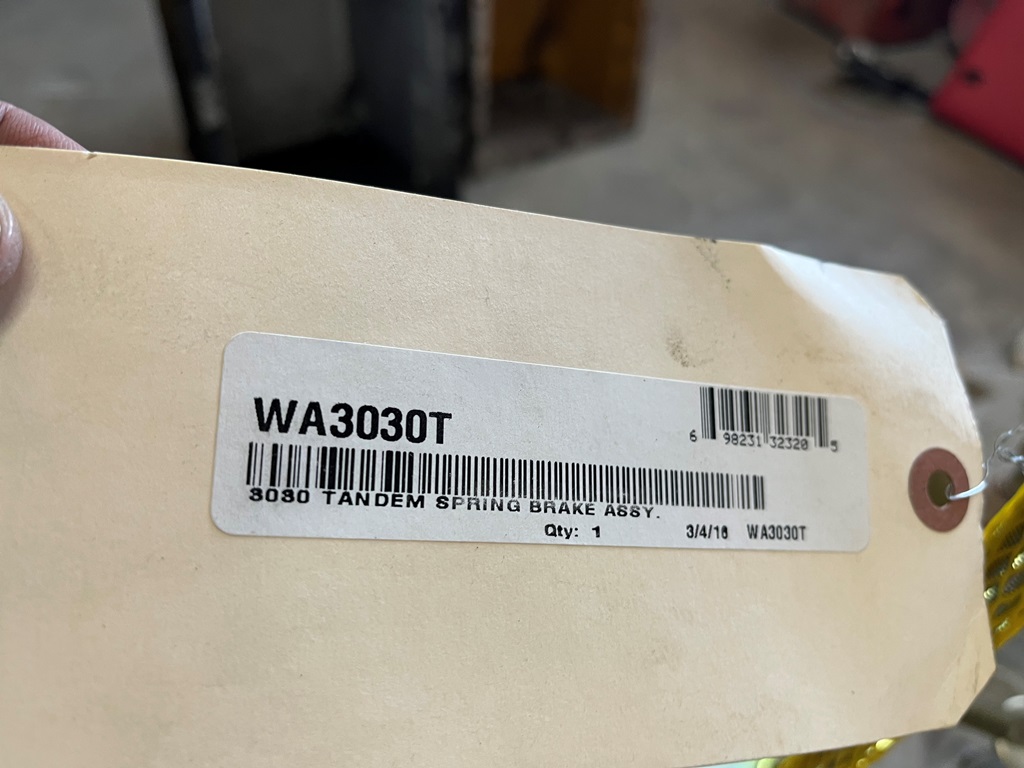 WA3030T
6 98231 32320 5
3030 TANDEM SPRING BRAKE ASSY.
Qty: 1 3/4/16 WA3030T